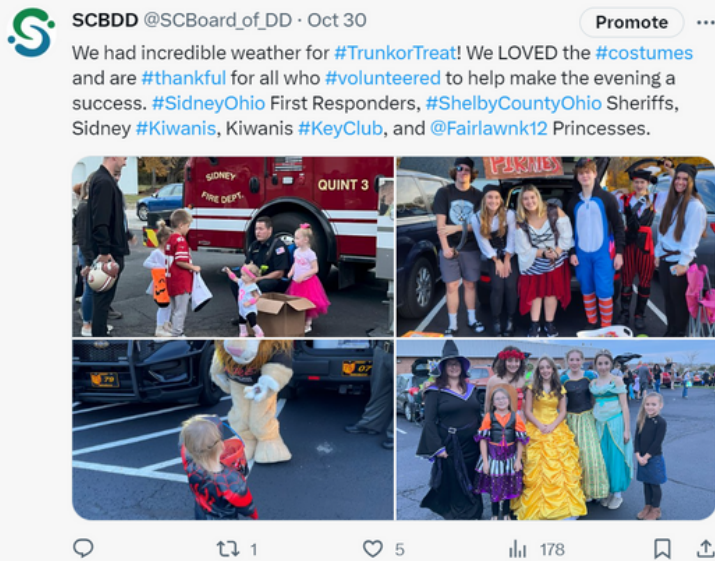 SCBDD @SCBoard_of_DD · Oct 30
Promote
We had incredible weather for #TrunkorTreat! We LOVED the #costumes
and are #thankful for all who #volunteered to help make the evening a
success. #SidneyOhio First Responders, #ShelbyCountyOhio Sheriffs,
Sidney #Kiwanis, Kiwanis #KeyClub, and @Fairlawnk12 Princesses.
SIDNEY
FIRE DEPT.
QUINT 3
PIRATES
79
07
1
5
178